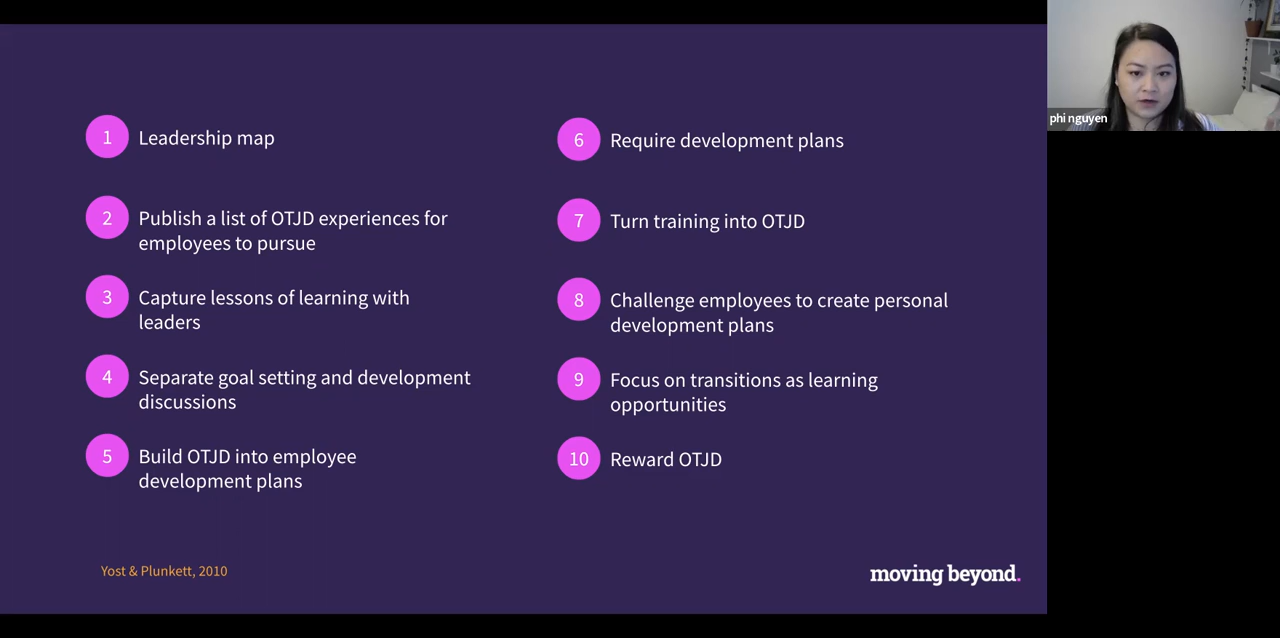 1 Leadership map
2 Publish a list of OTJD experiences for
employees to pursue
3 Capture lessons of learning with
leaders
4 Separate goal setting and development
discussions
5 Build OTJD into employee
development plans
6 Require development plans
7 Turn training into OTJD
8 Challenge employees to create personal
development plans
9 Focus on transitions as learning
opportunities
10 Reward OTJD
Yost & Plunkett, 2010
moving beyond.
phi nguyen